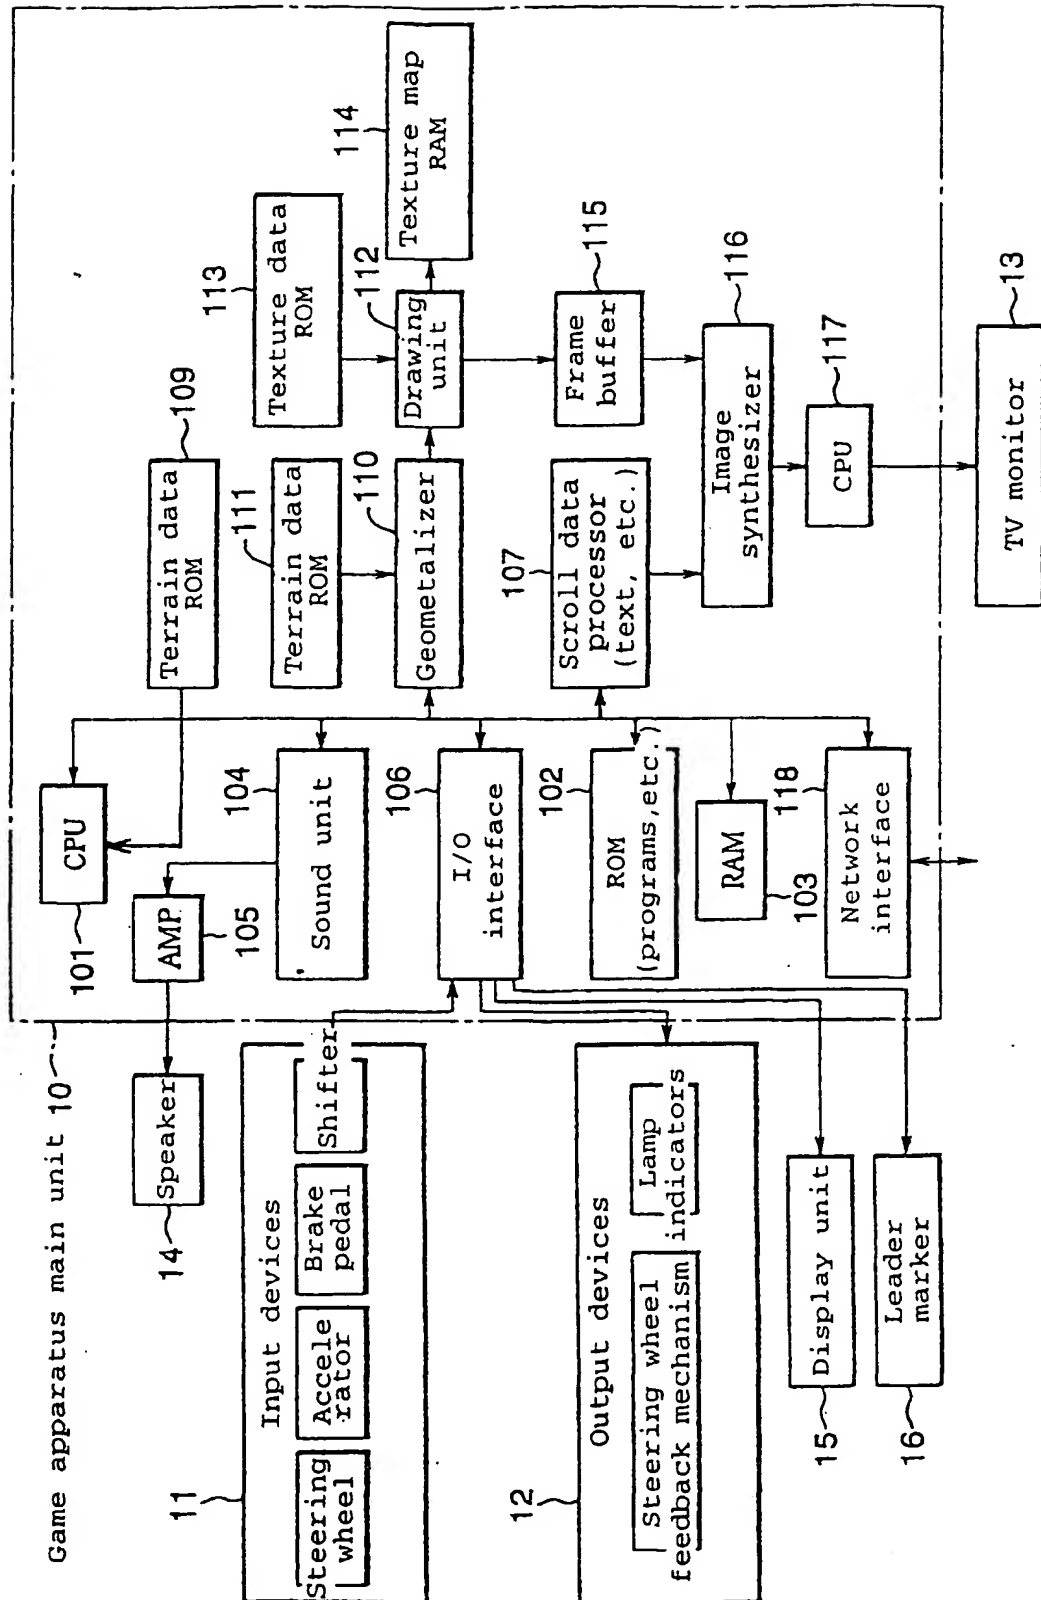 Game apparatus main unit 10
Speaker
14
11
Input devices
Steering
wheel
Accele
rator
Brake
pedal
Shifter
12
Output devices
Steering wheel
feedback mechanism
Lamp
indicators
15
Display unit
16
Leader
marker
101
CPU
AMP
105
104
Sound unit
106
I/O
interface
102
ROM
(programs,etc.)
RAM
103
118
Network
interface
109
Terrain data
ROM
111
Terrain data
ROM
110
Geometalizer
107
Scroll data
processor
(text, etc.)
113
Texture data
ROM
112
Drawing
unit
114
Texture map
RAM
115
Frame
buffer
116
Image
synthesizer
117
CPU
13
TV monitor